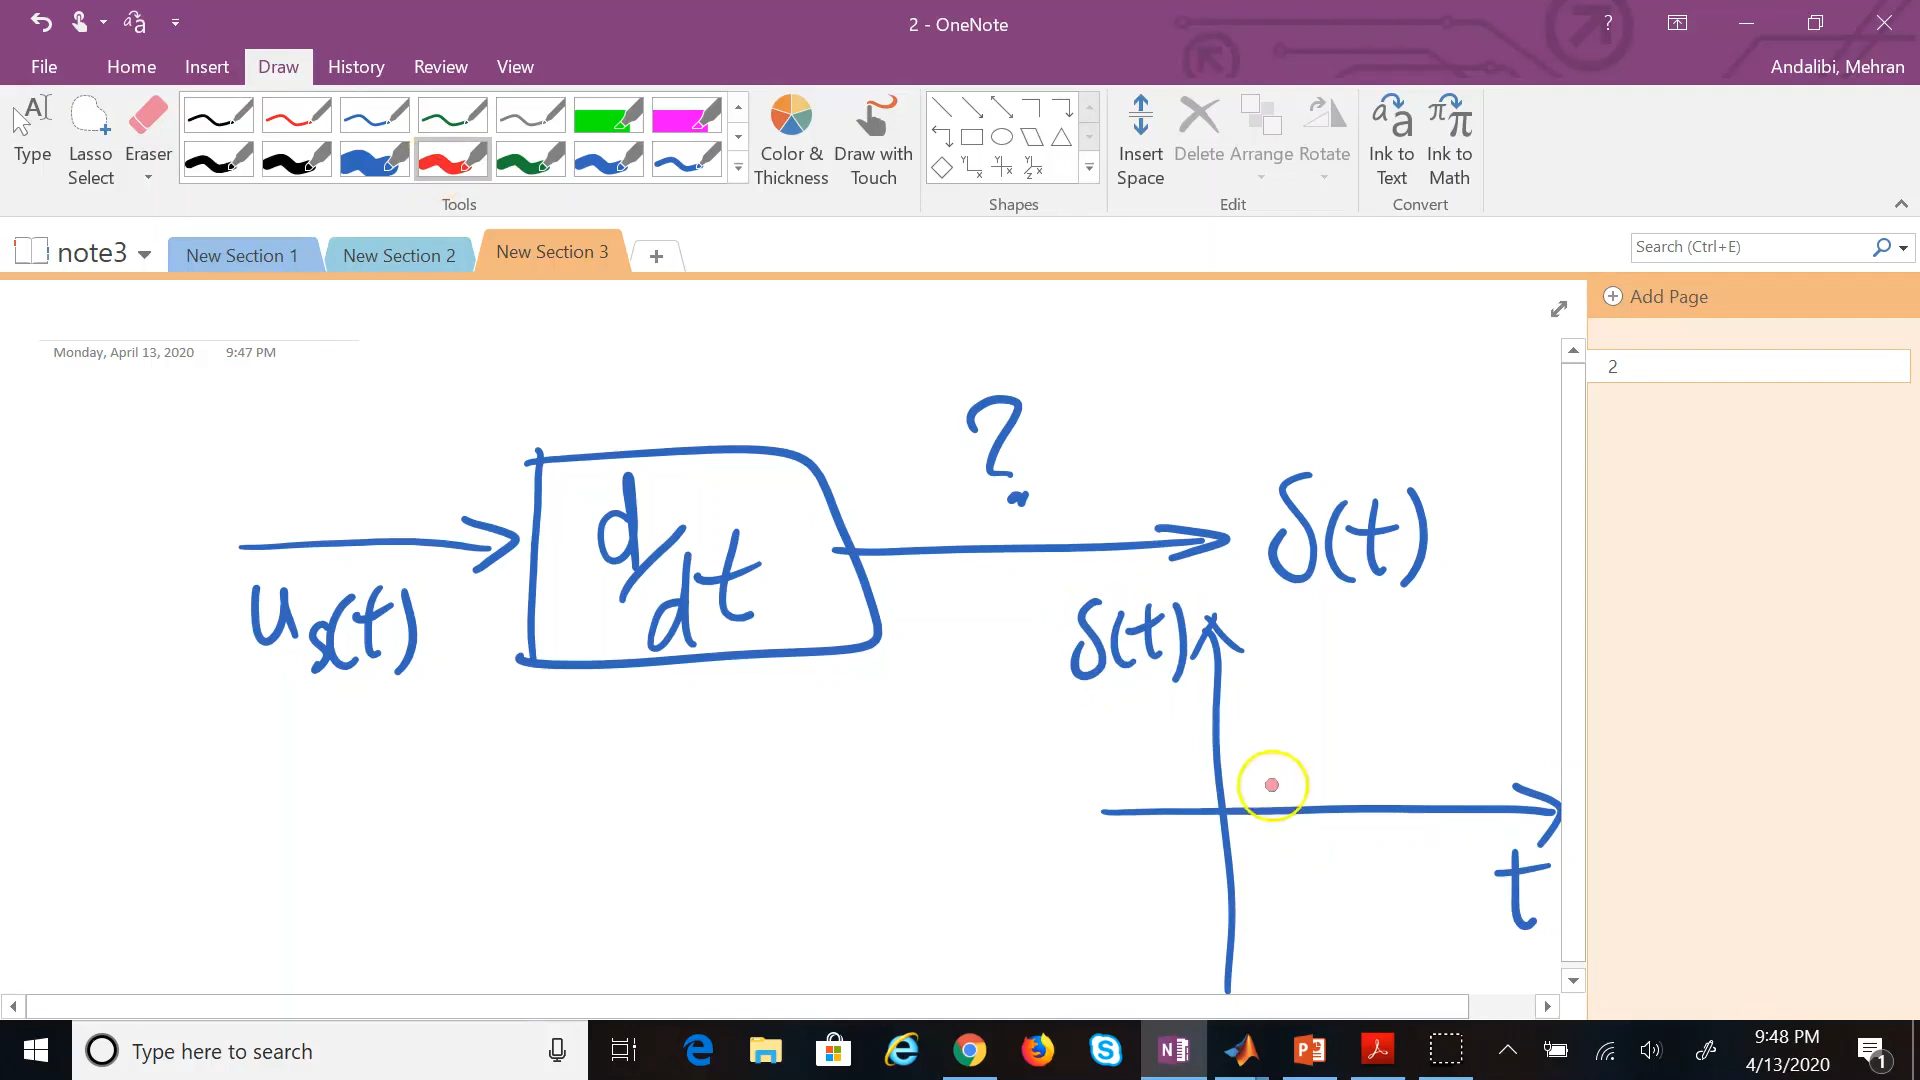 2 - OneNote
File Home Insert Draw History Review View
Andalibi, Mehran
Type
Lasso Select
Eraser
Color & Thickness
Draw with Touch
Insert Space
Delete
Arrange
Rotate
Ink to Text
Ink to Math
Tools
Shapes
Edit
Convert
note3
New Section 1
New Section 2
New Section 3
Search (Ctrl+E)
Add Page
2
Monday, April 13, 2020 9:47 PM
?
d/dt
δ(t)
u_s(t)
δ(t)
t
Type here to search
9:48 PM
4/13/2020
1